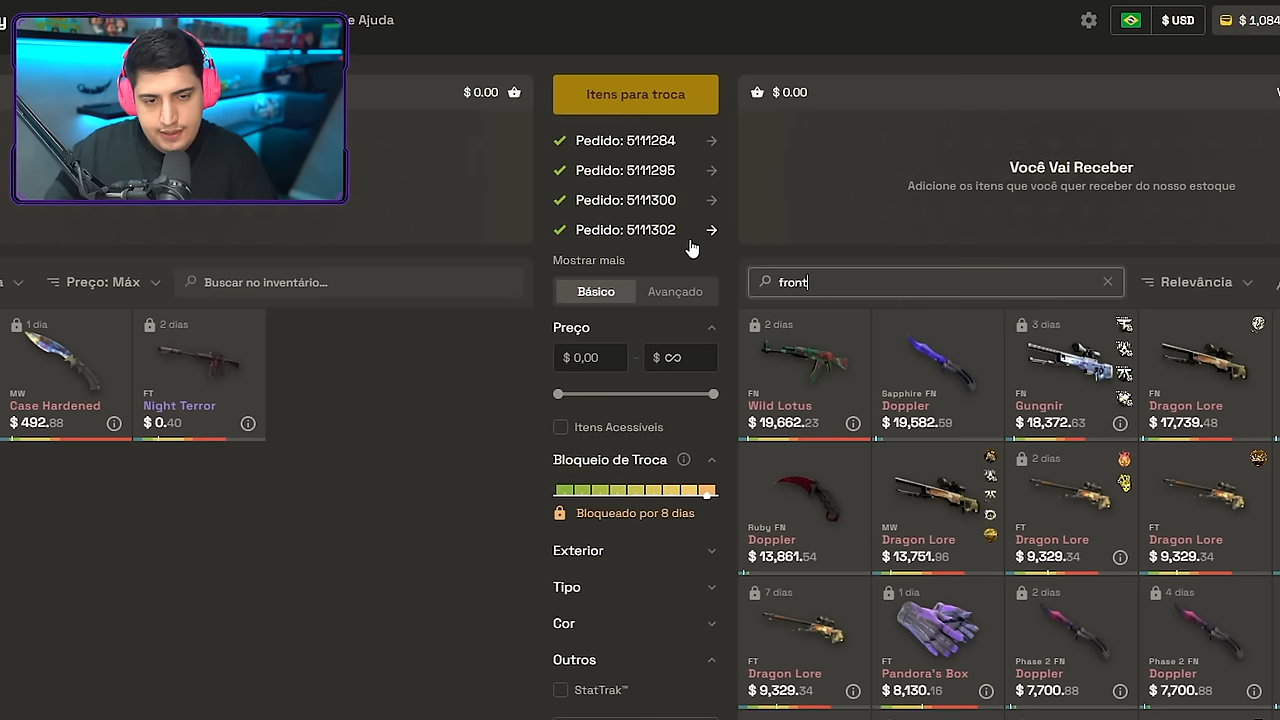 y
e Ajuda
$ USD
$ 1,084
$ 0.00
Itens para troca
$ 0.00
Pedido: 5111284
Pedido: 5111295
Pedido: 5111300
Pedido: 5111302
Mostrar mais
Você Vai Receber
Adicione os itens que você quer receber do nosso estoque
a
Preço: Máx
Buscar no inventário...
Básico
Avançado
front
Relevância
1 dia
MW
Case Hardened
$ 492.88
2 dias
FT
Night Terror
$ 0.40
Preço
$ 0,00
-
$ ∞
Itens Acessíveis
Bloqueio de Troca
Bloqueado por 8 dias
Exterior
Tipo
Cor
Outros
StatTrak™
2 dias
FN
Wild Lotus
$ 19,662.23
Sapphire FN
Doppler
$ 19,582.59
3 dias
FN
Gungnir
$ 18,372.63
FN
Dragon Lore
$ 17,739.48
Ruby FN
Doppler
$ 13,861.54
MW
Dragon Lore
$ 13,751.96
2 dias
FT
Dragon Lore
$ 9,329.34
FT
Dragon Lore
$ 9,329.34
7 dias
FT
Dragon Lore
$ 9,329.34
1 dia
FT
Pandora's Box
$ 8,130.16
2 dias
Phase 2 FN
Doppler
$ 7,700.88
4 dias
Phase 2 FN
Doppler
$ 7,700.88